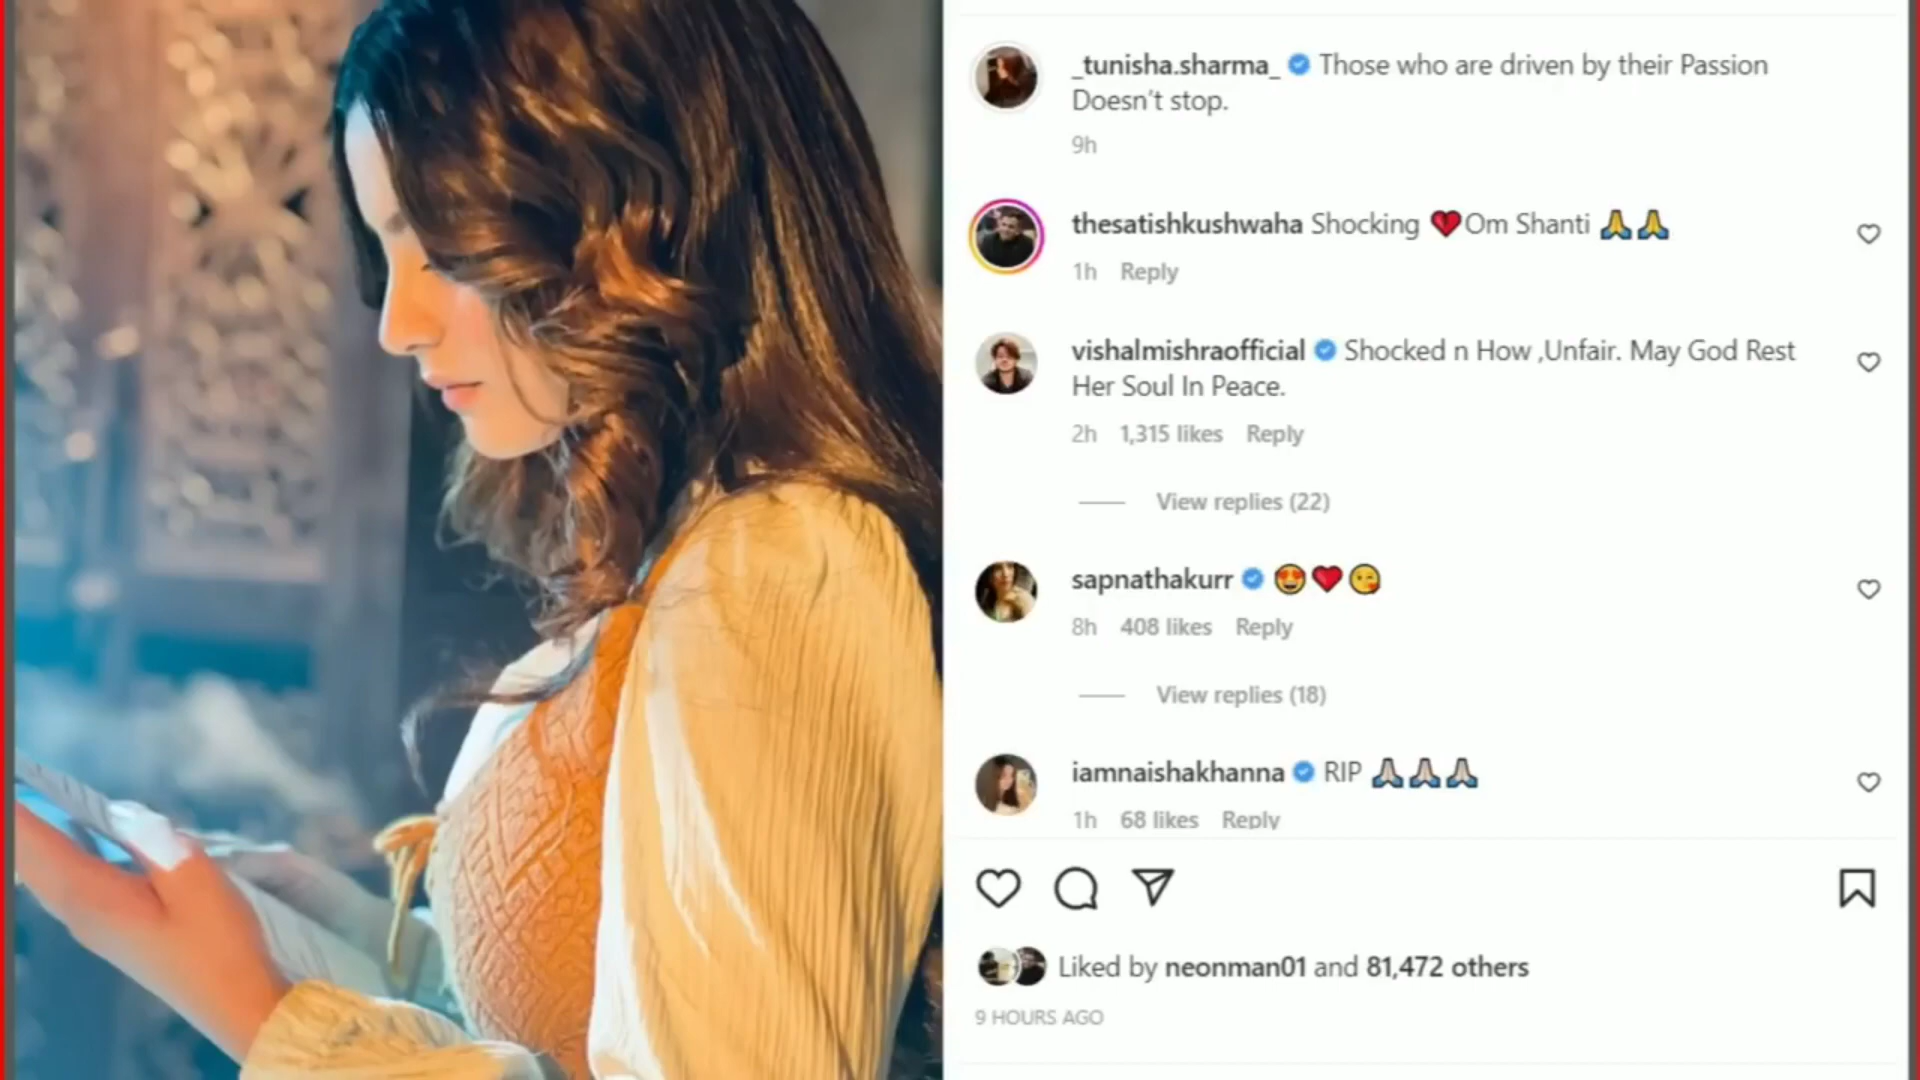 _tunisha.sharma_ Those who are driven by their Passion
Doesn't stop.
9h
thesatishkushwaha Shocking ❤️Om Shanti 🙏🙏
1h Reply
vishalmishraofficial Shocked n How ,Unfair. May God Rest
Her Soul In Peace.
2h 1,315 likes Reply
View replies (22)
sapnathakurr 😍❤️😘
8h 408 likes Reply
View replies (18)
iamnaishakhanna RIP 🙏🏻🙏🏻🙏🏻
1h 68 likes Reply
Liked by neonman01 and 81,472 others
9 HOURS AGO